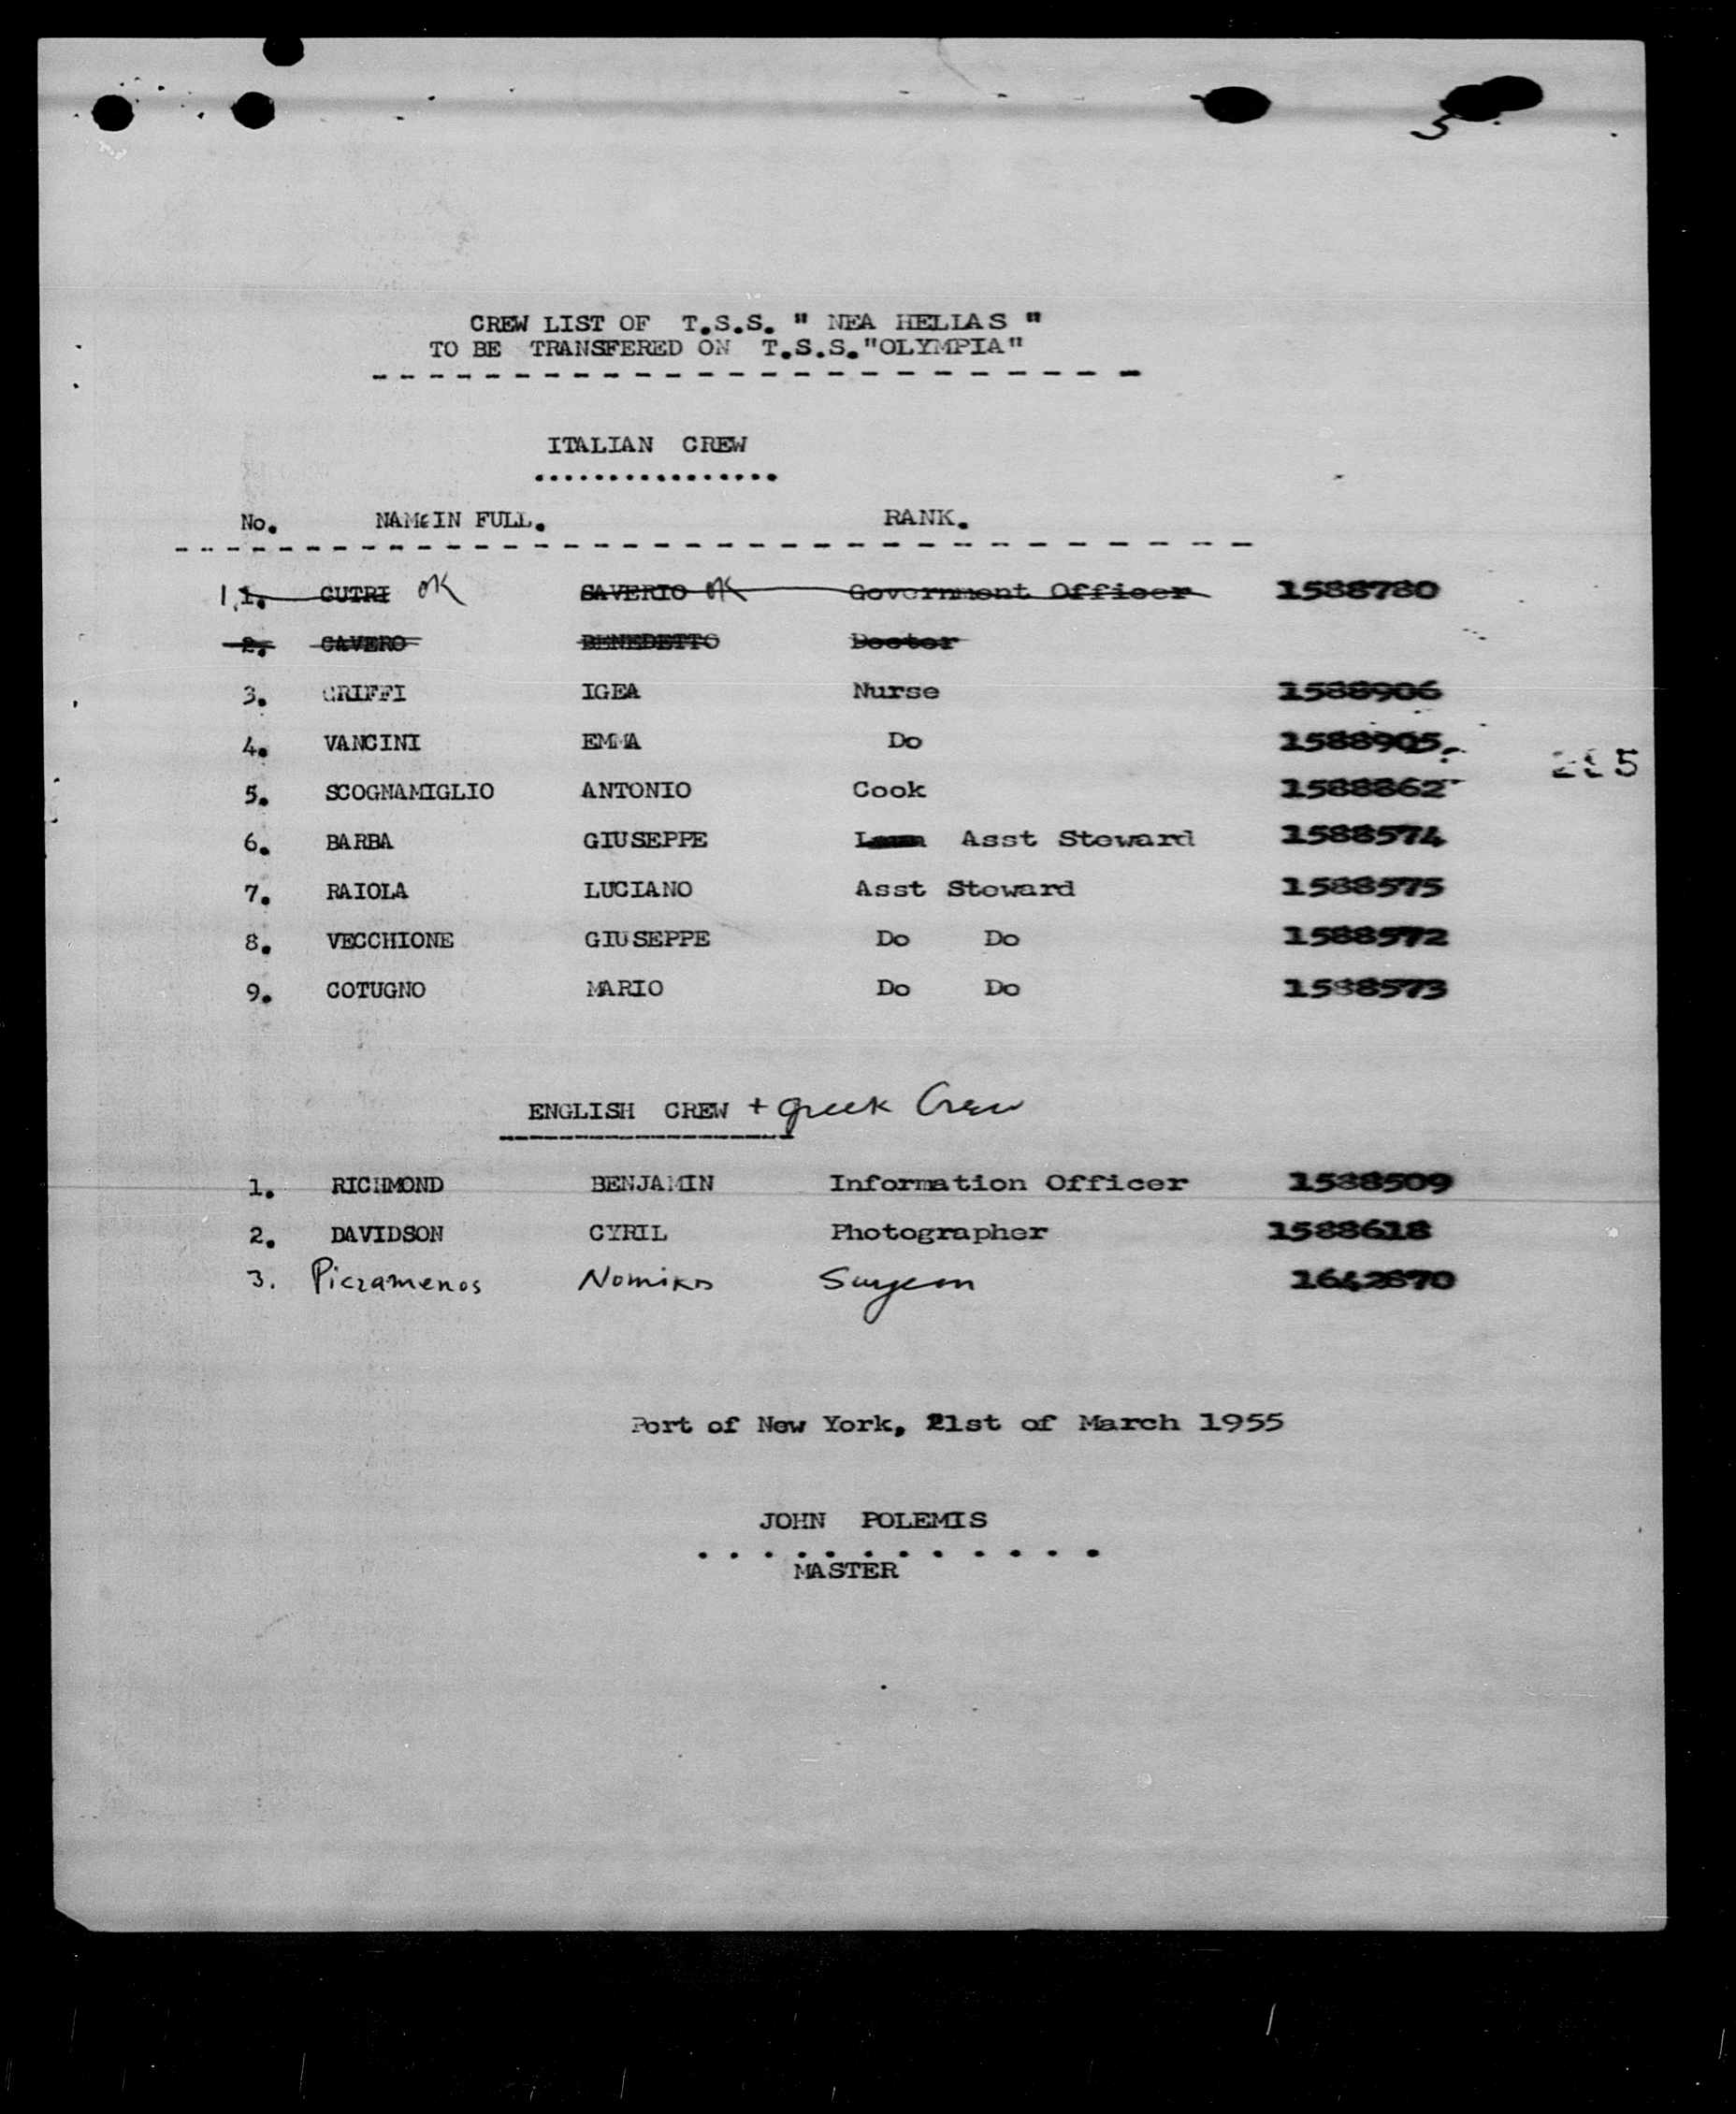 5
CREW LIST OF T.S.S. " NEA HELLAS "
TO BE TRANSFERED ON T.S.S."OLYMPIA"
ITALIAN CREW
No. NAMEIN FULL. RANK.
1. 1. CUTRI OK SAVERIO OK Government Officer 1588780
2. CAVERO BENEDETTO Doctor
3. GRIFFI IGEA Nurse 1588906
4. VANCINI EMMA Do 1588905.
5. SCOGNAMIGLIO ANTONIO Cook 1588862
6. BARBA GIUSEPPE Asst Steward 1588574
7. RAIOLA LUCIANO Asst Steward 1588575
8. VECCHIONE GIUSEPPE Do Do 1588572
9. COTUGNO MARIO Do Do 1588573
ENGLISH CREW + Greek Crew
1. RICHMOND BENJAMIN Information Officer 1588509
2. DAVIDSON CYRIL Photographer 1588618
3. Picramenos Nomikos Surgeon 1642870
Port of New York, 21st of March 1955
JOHN POLEMIS
MASTER